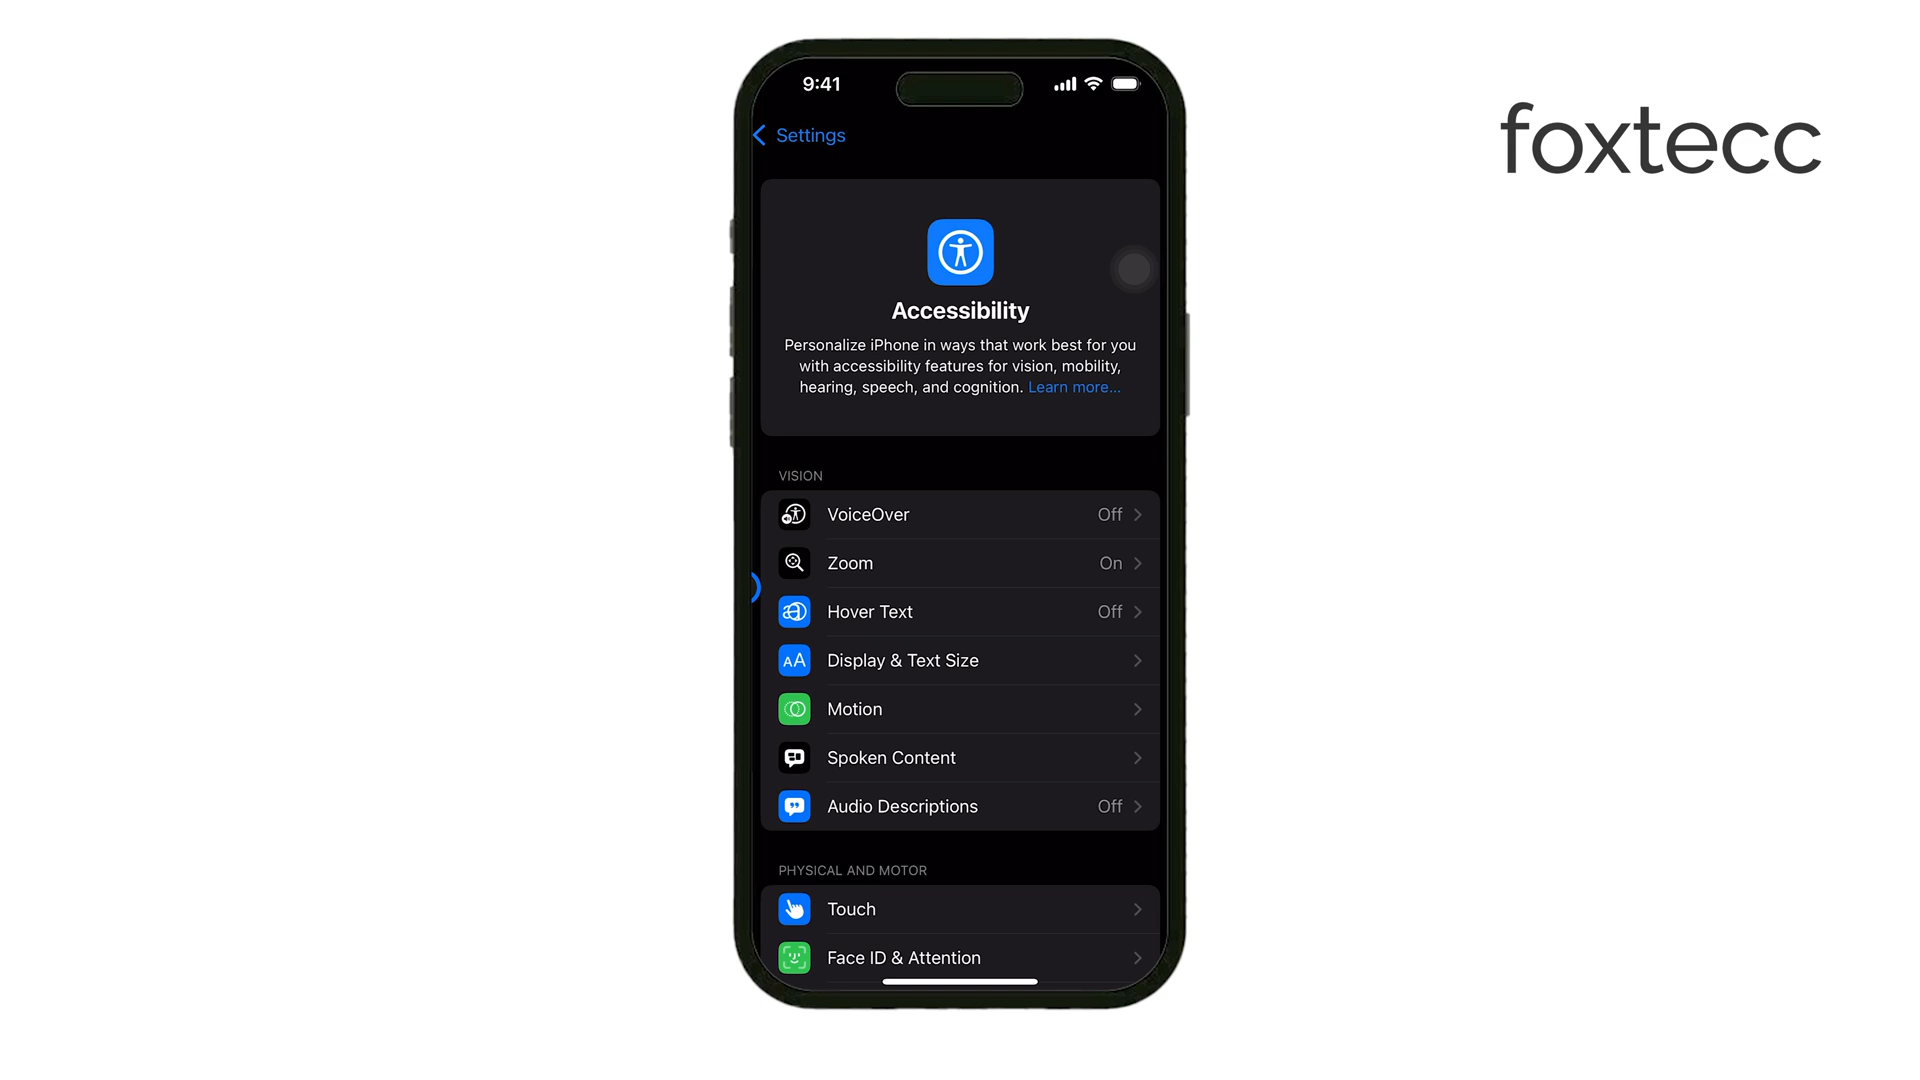 9:41
Settings
foxtecc
Accessibility
Personalize iPhone in ways that work best for you
with accessibility features for vision, mobility,
hearing, speech, and cognition. Learn more...
VISION
VoiceOver Off
Zoom On
Hover Text Off
Display & Text Size
Motion
Spoken Content
Audio Descriptions Off
PHYSICAL AND MOTOR
Touch
Face ID & Attention